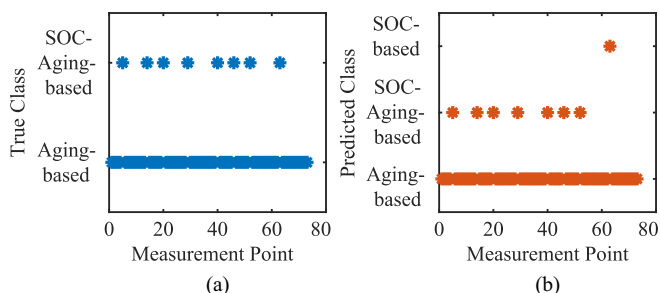 True Class
SOC-
Aging-
based
Aging-
based
0 20 40 60 80
Measurement Point
(a)
Predicted Class
SOC-
based
SOC-
Aging-
based
Aging-
based
0 20 40 60 80
Measurement Point
(b)